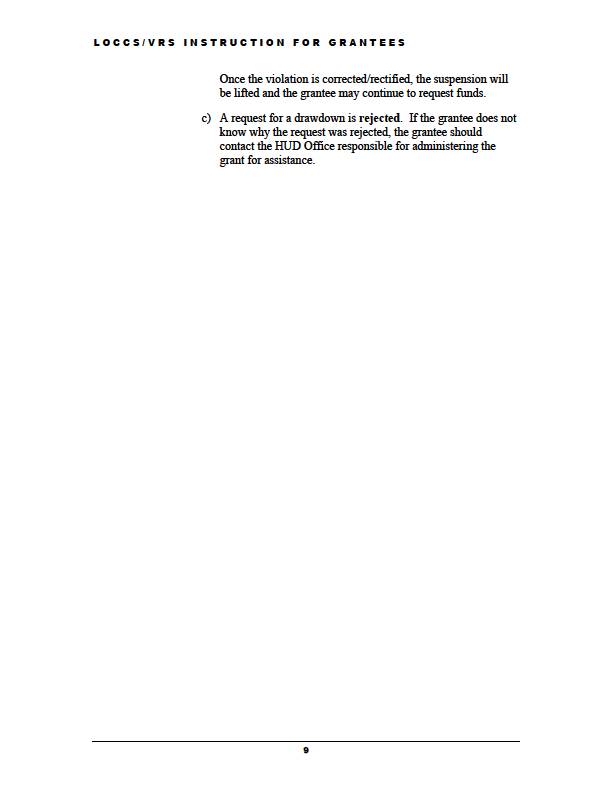 LOCCS/VRS INSTRUCTION FOR GRANTEES
Once the violation is corrected/rectified, the suspension will
be lifted and the grantee may continue to request funds.
c) A request for a drawdown is rejected. If the grantee does not
know why the request was rejected, the grantee should
contact the HUD Office responsible for administering the
grant for assistance.
9